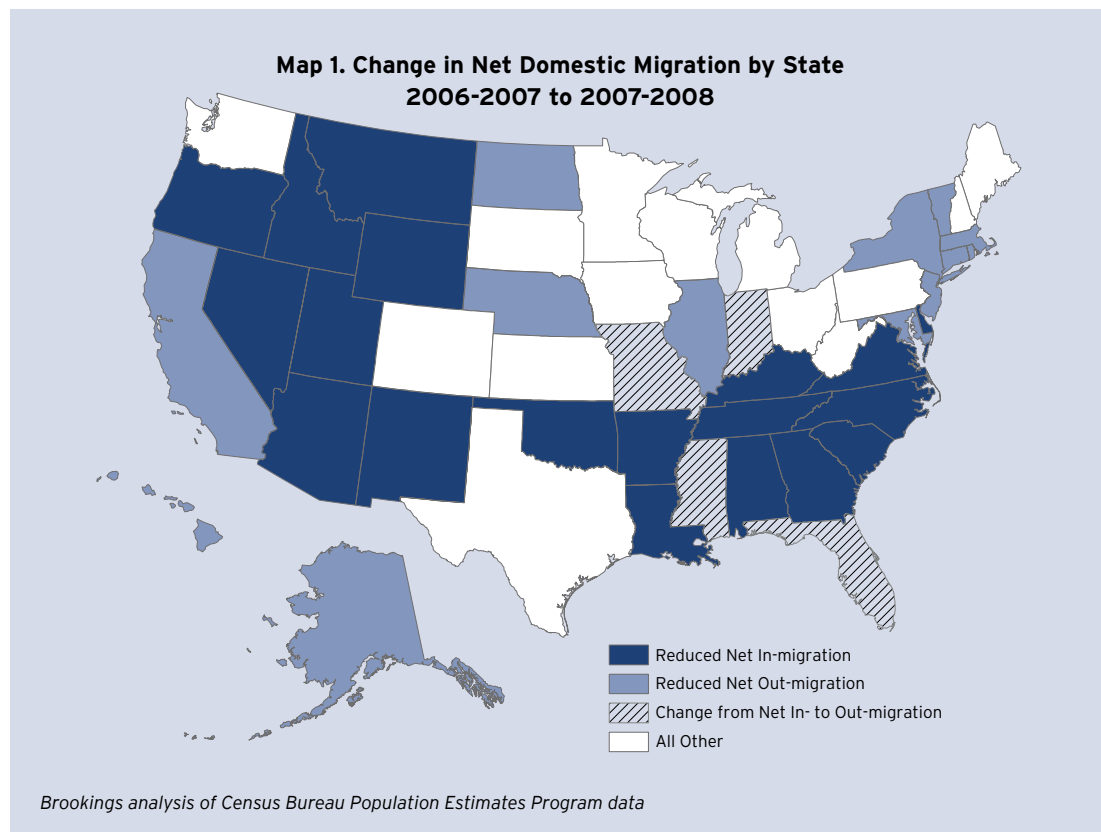 Map 1. Change in Net Domestic Migration by State
2006-2007 to 2007-2008
Reduced Net In-migration
Reduced Net Out-migration
Change from Net In- to Out-migration
All Other
Brookings analysis of Census Bureau Population Estimates Program data